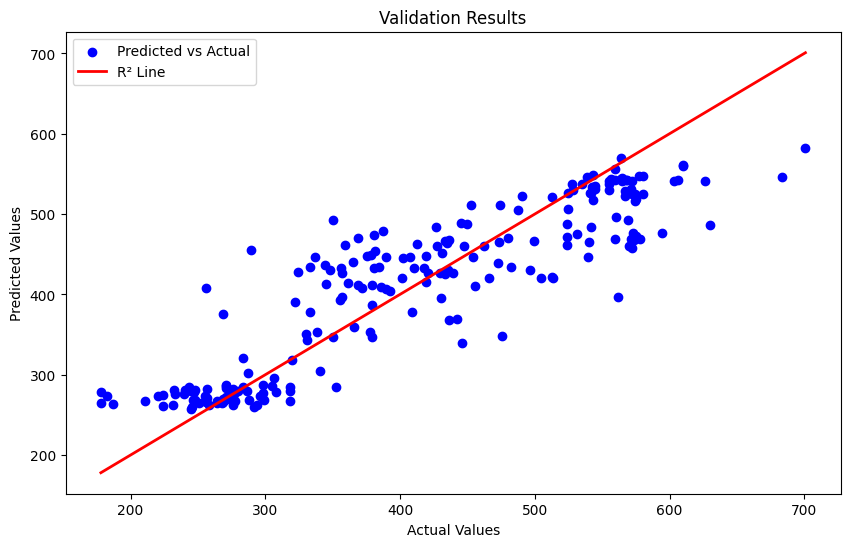 Validation Results
Predicted vs Actual
R² Line
Predicted Values
700
600
500
400
300
200
200
300
400
500
600
700
Actual Values